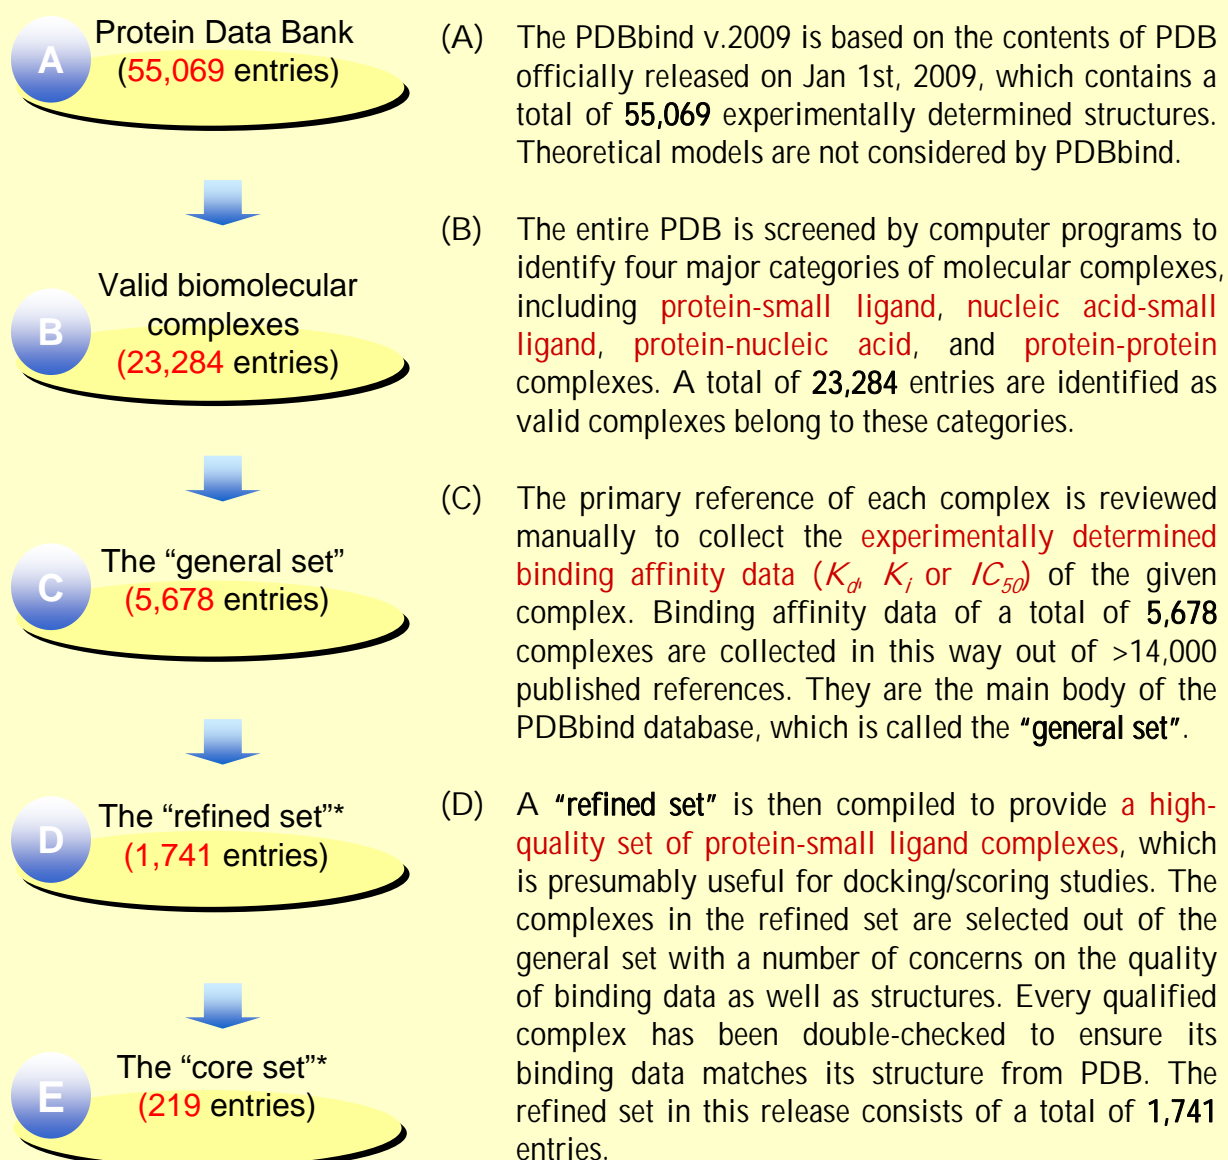 A
Protein Data Bank
(55,069 entries)
B
Valid biomolecular
complexes
(23,284 entries)
C
The “general set”
(5,678 entries)
D
The “refined set”*
(1,741 entries)
E
The “core set”*
(219 entries)
(A) The PDBbind v.2009 is based on the contents of PDB
officially released on Jan 1st, 2009, which contains a
total of 55,069 experimentally determined structures.
Theoretical models are not considered by PDBbind.
(B) The entire PDB is screened by computer programs to
identify four major categories of molecular complexes,
including protein-small ligand, nucleic acid-small
ligand, protein-nucleic acid, and protein-protein
complexes. A total of 23,284 entries are identified as
valid complexes belong to these categories.
(C) The primary reference of each complex is reviewed
manually to collect the experimentally determined
binding affinity data (Kd, Ki or IC50) of the given
complex. Binding affinity data of a total of 5,678
complexes are collected in this way out of >14,000
published references. They are the main body of the
PDBbind database, which is called the “general set”.
(D) A “refined set” is then compiled to provide a high-
quality set of protein-small ligand complexes, which
is presumably useful for docking/scoring studies. The
complexes in the refined set are selected out of the
general set with a number of concerns on the quality
of binding data as well as structures. Every qualified
complex has been double-checked to ensure its
binding data matches its structure from PDB. The
refined set in this release consists of a total of 1,741
entries.